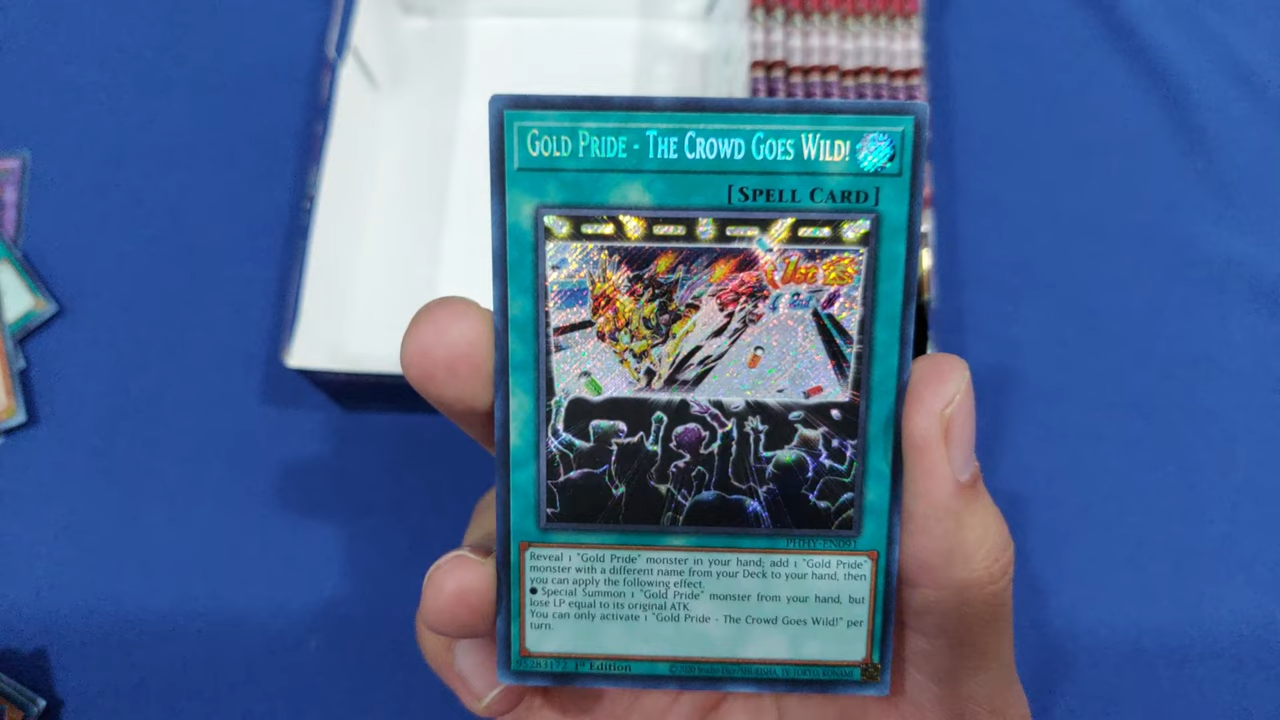 GOLD PRIDE - THE CROWD GOES WILD!
[SPELL CARD]
1st
PHHY-EN091
Reveal 1 "Gold Pride" monster in your hand; add 1 "Gold Pride"
monster with a different name from your Deck to your hand, then
you can apply the following effect.
● Special Summon 1 "Gold Pride" monster from your hand, but
lose LP equal to its original ATK.
You can only activate 1 "Gold Pride - The Crowd Goes Wild!" per
turn.
95283172 1st Edition
©2020 Studio Dice/SHUEISHA, TV TOKYO, KONAMI